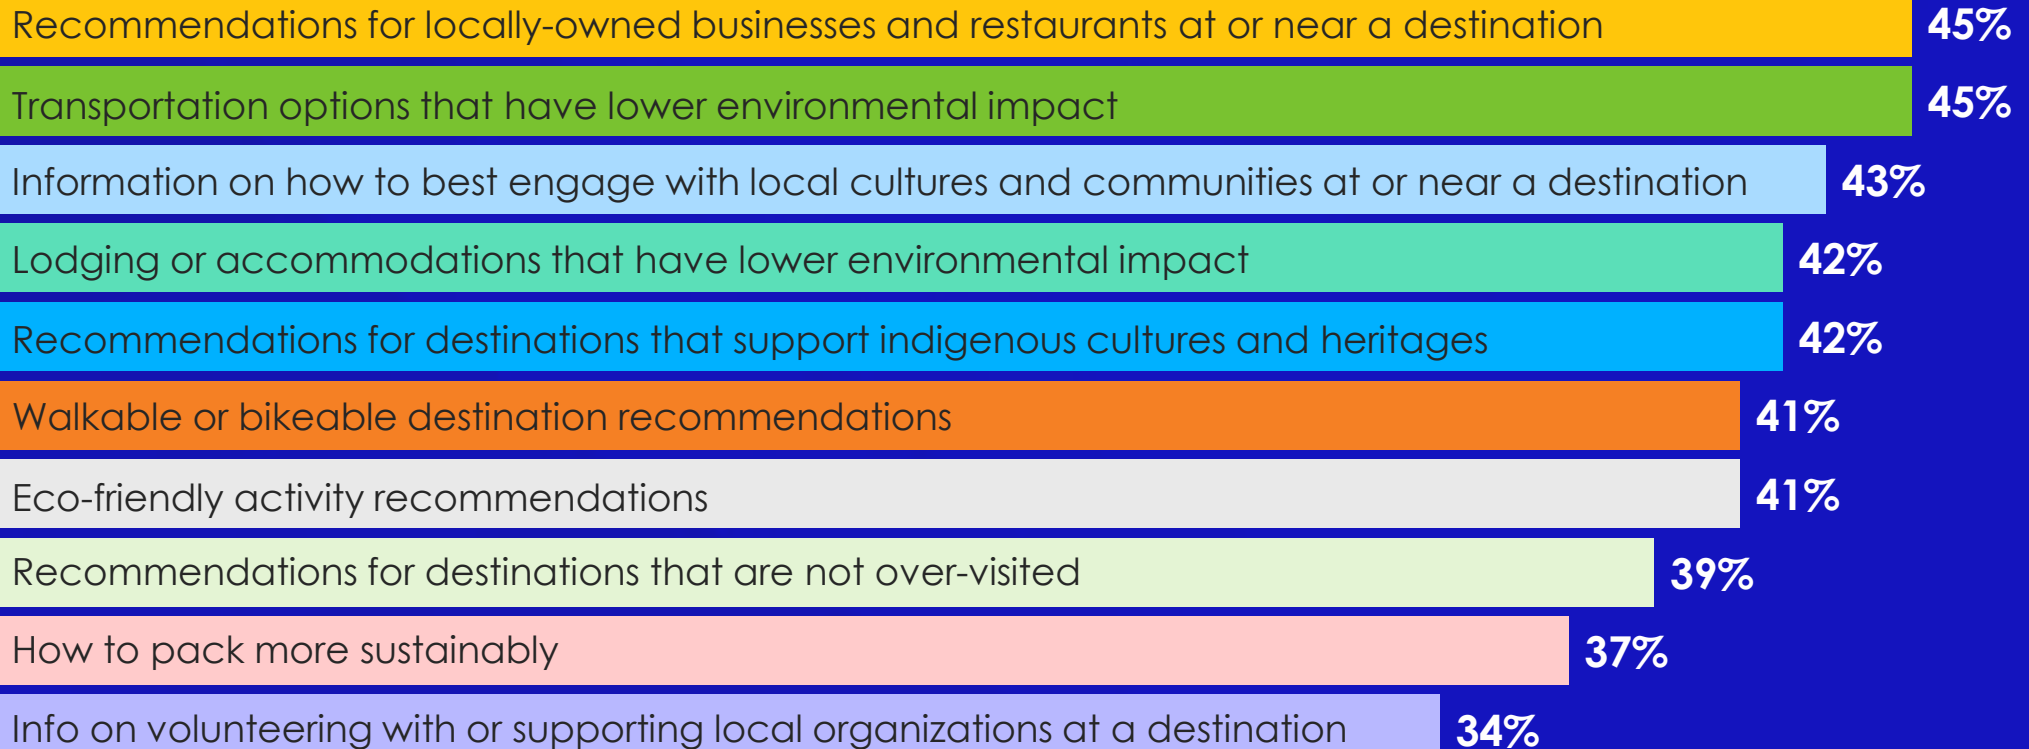 Recommendations for locally-owned businesses and restaurants at or near a destination 45%
Transportation options that have lower environmental impact 45%
Information on how to best engage with local cultures and communities at or near a destination 43%
Lodging or accommodations that have lower environmental impact 42%
Recommendations for destinations that support indigenous cultures and heritages 42%
Walkable or bikeable destination recommendations 41%
Eco-friendly activity recommendations 41%
Recommendations for destinations that are not over-visited 39%
How to pack more sustainably 37%
Info on volunteering with or supporting local organizations at a destination 34%